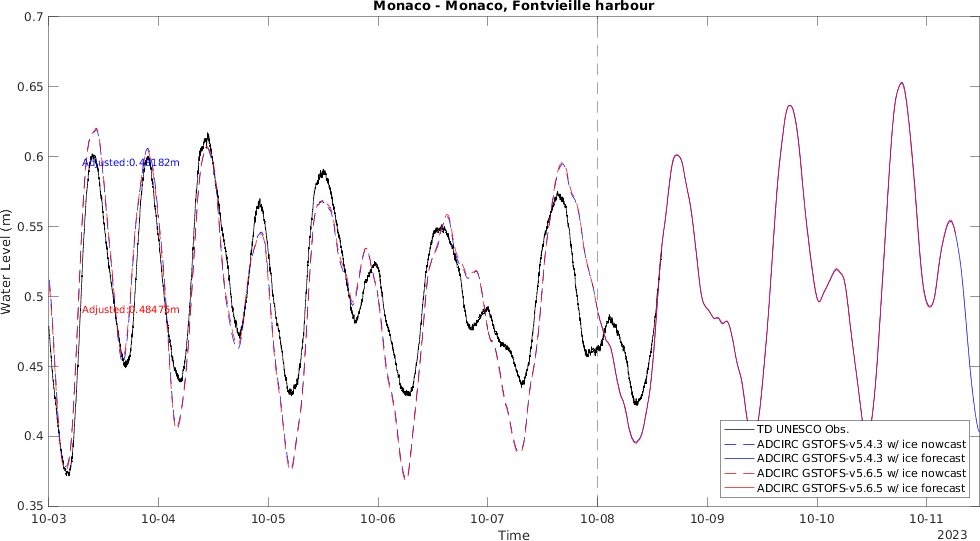 Monaco - Monaco, Fontvieille harbour
Water Level (m)
0.7
0.65
0.6
0.55
0.5
0.45
0.4
0.35
Adjusted:0.48182m
Adjusted:0.48475m
TD UNESCO Obs.
ADCIRC GSTOFS-v5.4.3 w/ ice nowcast
ADCIRC GSTOFS-v5.4.3 w/ ice forecast
ADCIRC GSTOFS-v5.6.5 w/ ice nowcast
ADCIRC GSTOFS-v5.6.5 w/ ice forecast
10-03 10-04 10-05 10-06 10-07 10-08 10-09 10-10 10-11
Time
2023